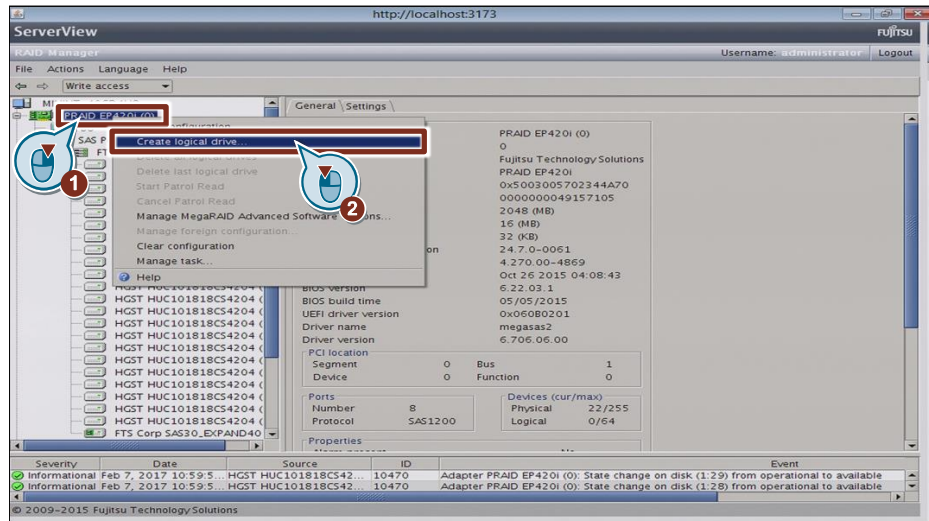 http://localhost:3173
ServerView
FUJITSU
RAID Manager
Username: administrator Logout
File Actions Language Help
Write access
General Settings
PRAID EP420i (0)
SAS P
FT
Create logical drive...
Delete all logical drives
Delete last logical drive
Start Patrol Read
Cancel Patrol Read
Manage MegaRAID Advanced Software
ons...
Manage foreign configuration...
Clear configuration
Manage task...
Help
1
2
PRAID EP420i (0)
0
Fujitsu Technology Solutions
PRAID EP420i
0x5003005702344A70
0000000049157105
2048 (MB)
16 (MB)
32 (KB)
on 24.7.0-0061
4.270.00-4869
Oct 26 2015 04:08:43
BIOS version 6.22.03.1
BIOS build time 05/05/2015
UEFI driver version 0x060B0201
Driver name megasas2
Driver version 6.706.06.00
PCI location
Segment 0 Bus 1
Device 0 Function 0
Ports
Number 8
Protocol SAS1200
Devices (cur/max)
Physical 22/255
Logical 0/64
Properties
HGST HUC101818CS4204 (
HGST HUC101818CS4204 (
HGST HUC101818CS4204 (
HGST HUC101818CS4204 (
HGST HUC101818CS4204 (
HGST HUC101818CS4204 (
HGST HUC101818CS4204 (
HGST HUC101818CS4204 (
HGST HUC101818CS4204 (
HGST HUC101818CS4204 (
HGST HUC101818CS4204 (
HGST HUC101818CS4204 (
FTS Corp SAS30_EXPAND40
Severity Date Source ID Event
Informational Feb 7, 2017 10:59:5... HGST HUC101818CS42... 10470 Adapter PRAID EP420i (0): State change on disk (1:29) from operational to available
Informational Feb 7, 2017 10:59:5... HGST HUC101818CS42... 10470 Adapter PRAID EP420i (0): State change on disk (1:28) from operational to available
© 2009-2015 Fujitsu Technology Solutions